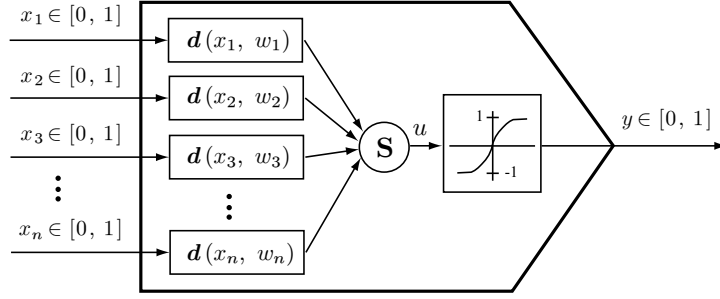 x₁ ∈ [0, 1]
d(x₁, w₁)
x₂ ∈ [0, 1]
d(x₂, w₂)
x₃ ∈ [0, 1]
d(x₃, w₃)
xₙ ∈ [0, 1]
d(xₙ, wₙ)
S
u
1
-1
y ∈ [0, 1]